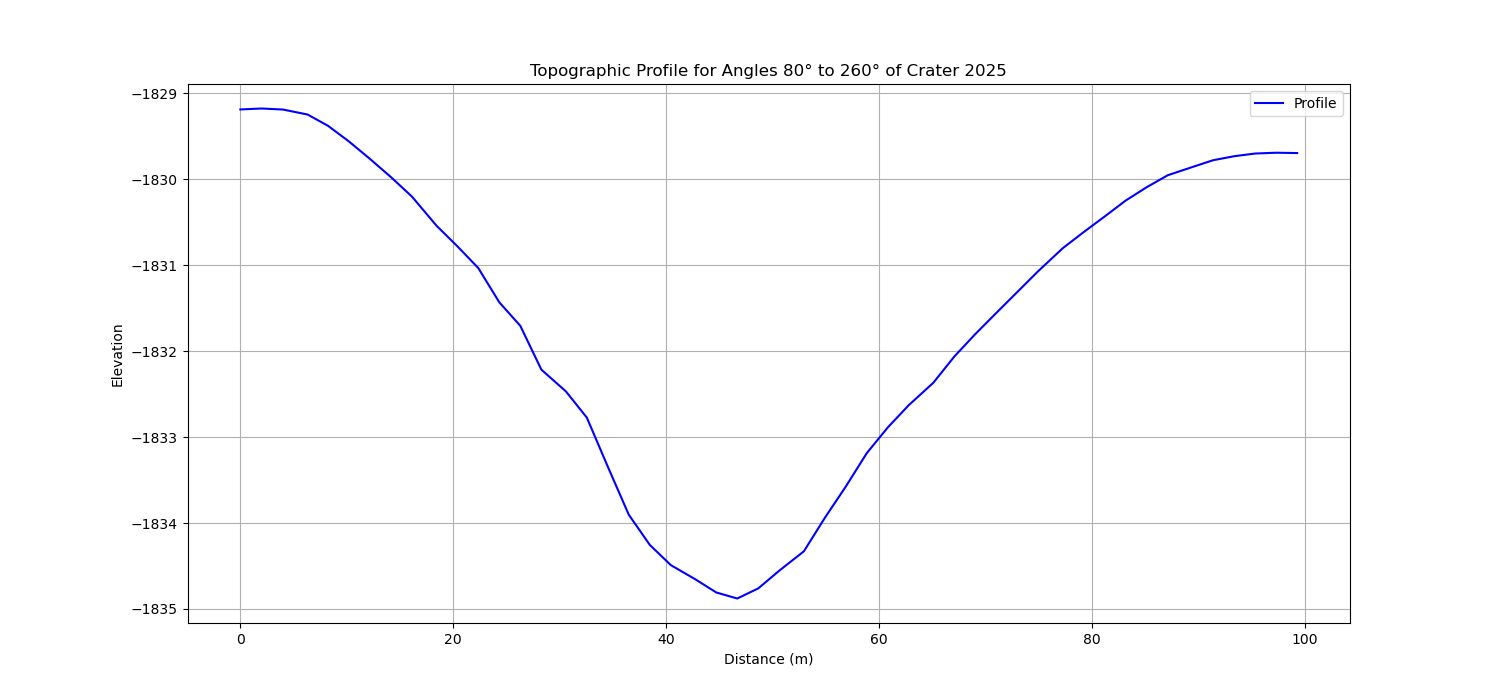 Topographic Profile for Angles 80° to 260° of Crater 2025
Profile
Elevation
−1829
−1830
−1831
−1832
−1833
−1834
−1835
0 20 40 60 80 100
Distance (m)